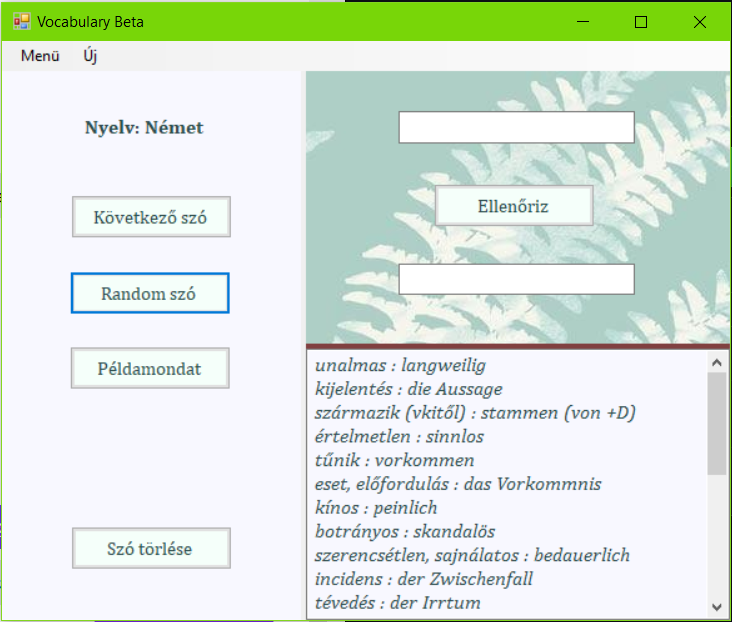 Vocabulary Beta
Menü Új
Nyelv: Német
Következő szó
Random szó
Példamondat
Szó törlése
Ellenőriz
unalmas : langweilig
kijelentés : die Aussage
származik (vkitől) : stammen (von +D)
értelmetlen : sinnlos
tűnik : vorkommen
eset, előfordulás : das Vorkommnis
kínos : peinlich
botrányos : skandalös
szerencsétlen, sajnálatos : bedauerlich
incidens : der Zwischenfall
tévedés : der Irrtum